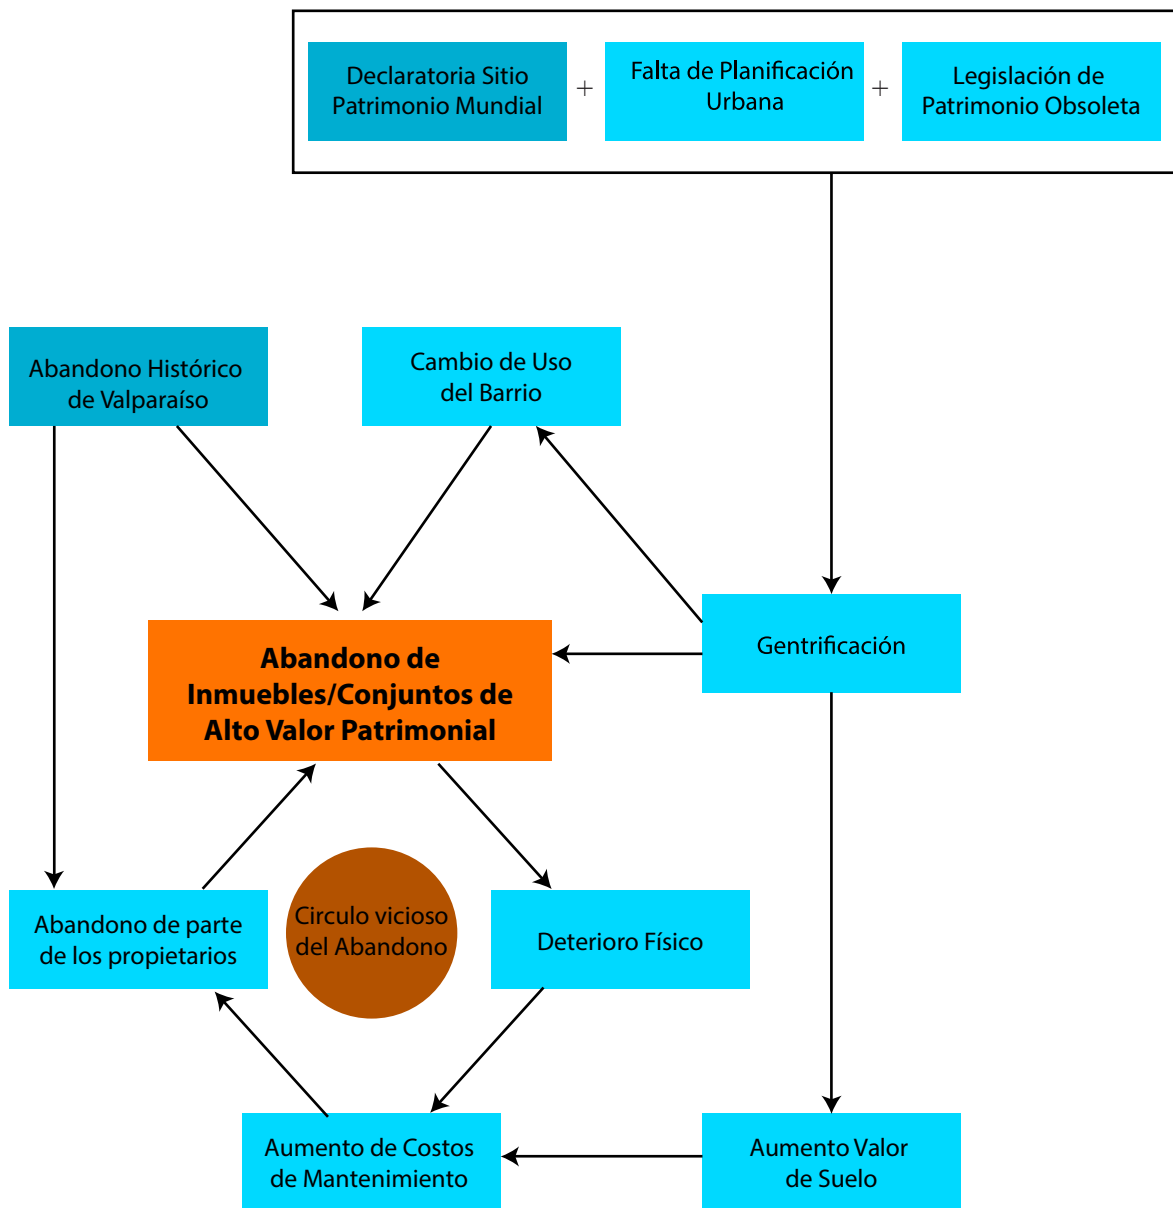 Declaratoria Sitio
Patrimonio Mundial
+
Falta de Planificación
Urbana
+
Legislación de
Patrimonio Obsoleta
Abandono Histórico
de Valparaíso
Cambio de Uso
del Barrio
Abandono de
Inmuebles/Conjuntos de
Alto Valor Patrimonial
Gentrificación
Abandono de parte
de los propietarios
Circulo vicioso
del Abandono
Deterioro Físico
Aumento de Costos
de Mantenimiento
Aumento Valor
de Suelo